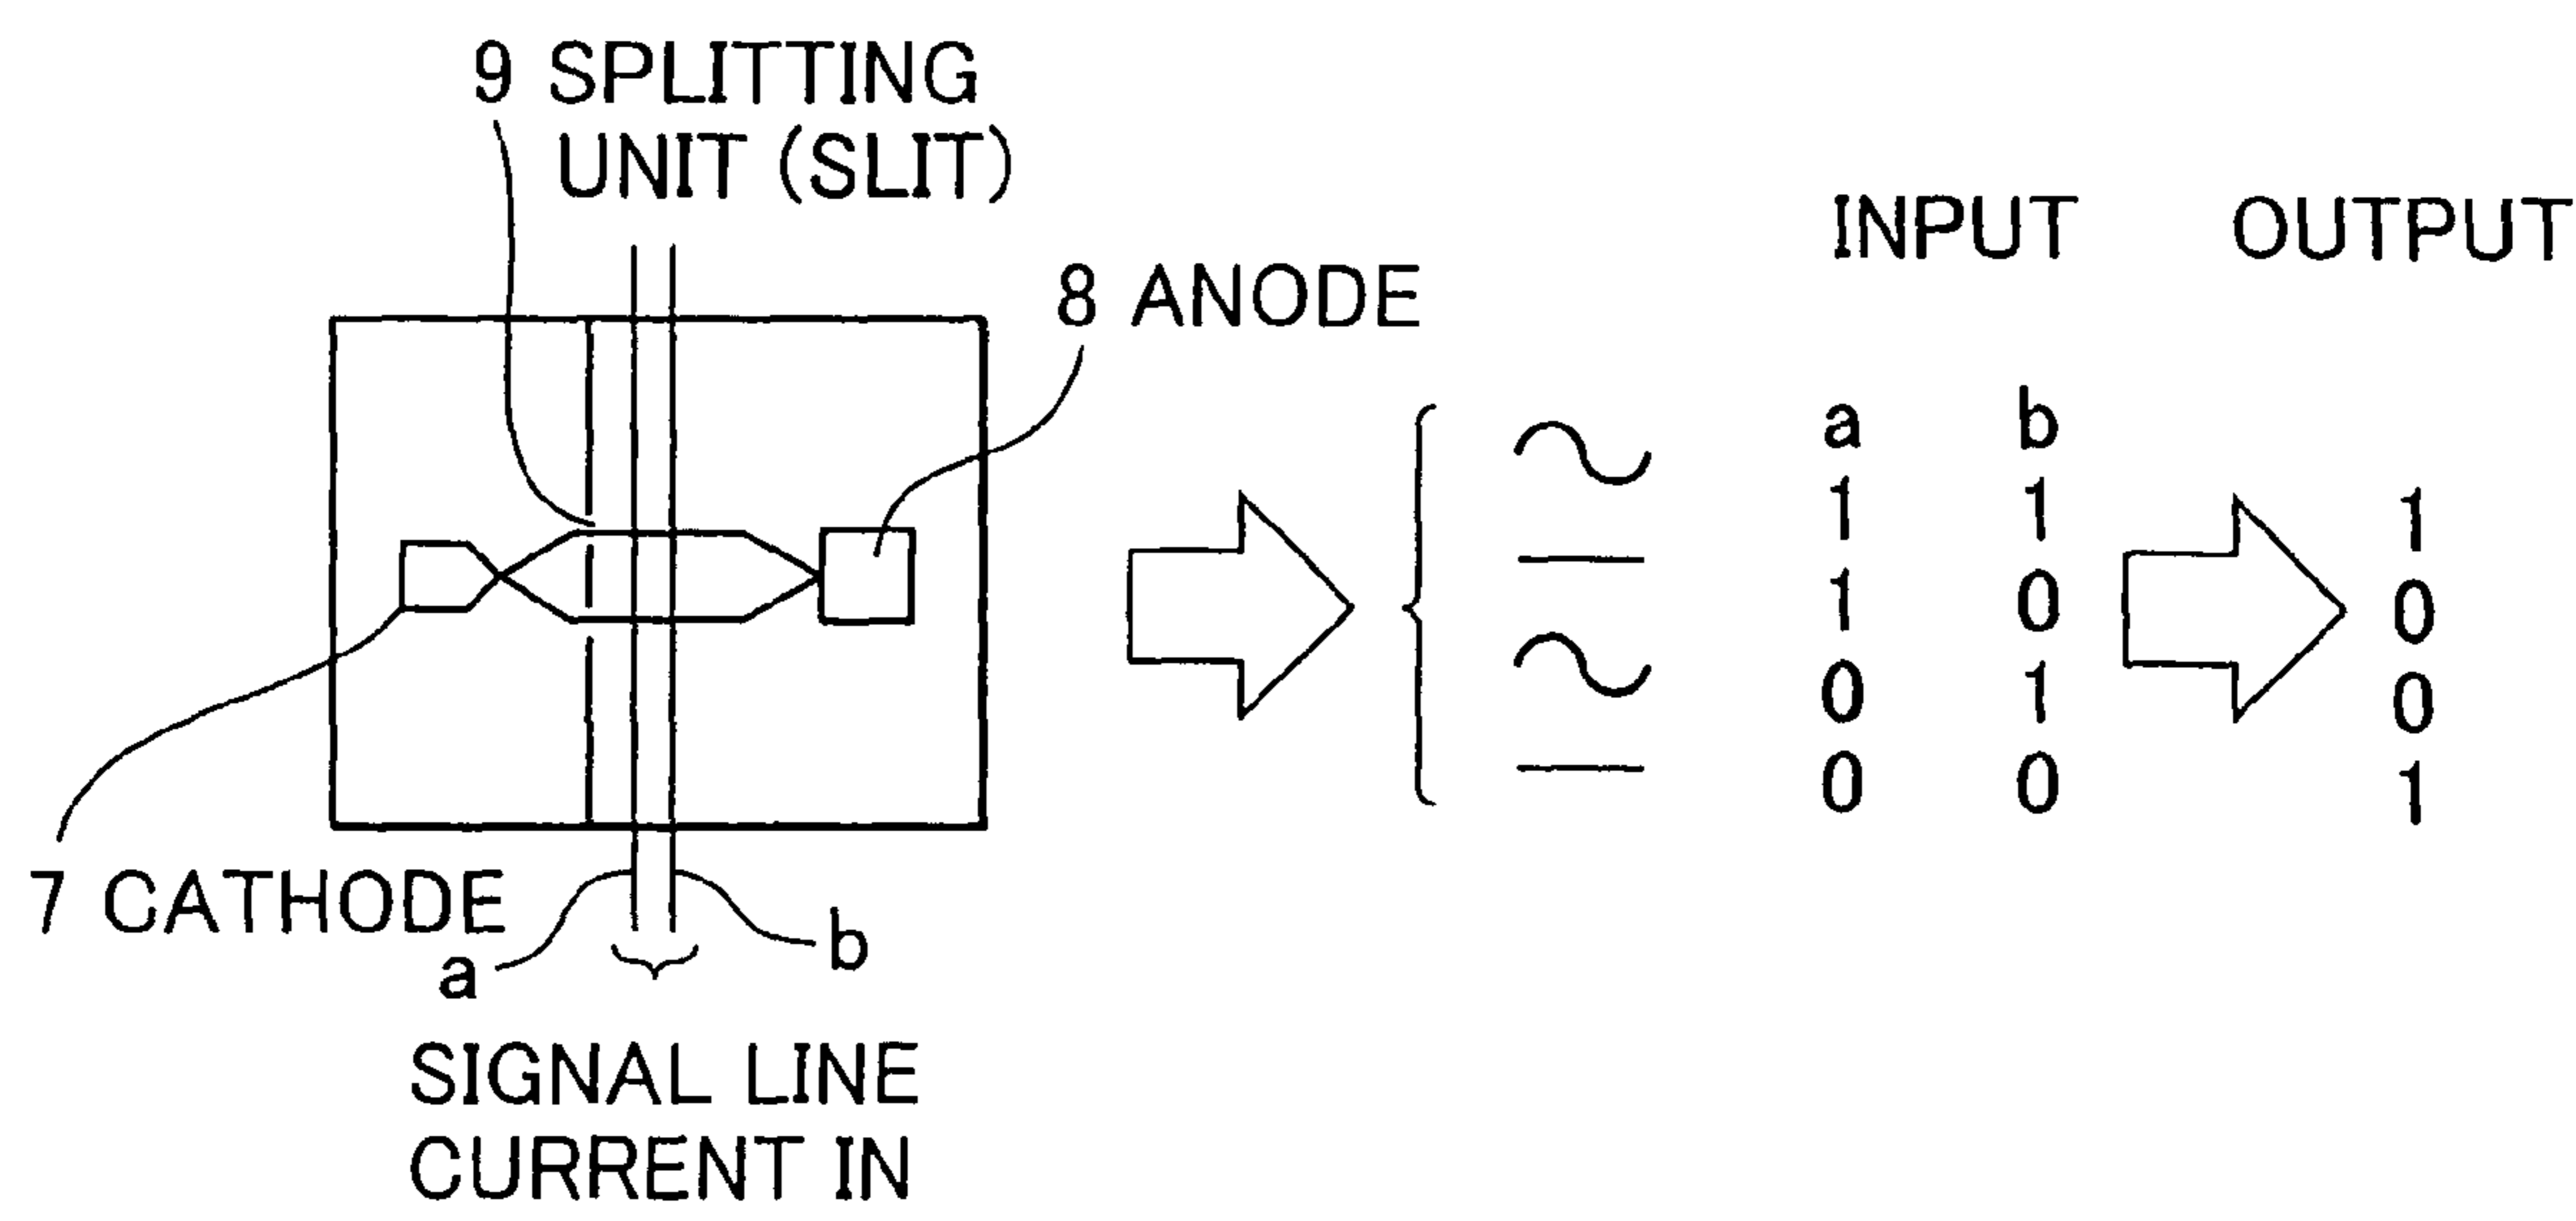 9 SPLITTING
UNIT (SLIT)
INPUT OUTPUT
8 ANODE
a b
1 1 1
1 0 0
0 1 0
0 0 1
7 CATHODE
a b
SIGNAL LINE
CURRENT IN